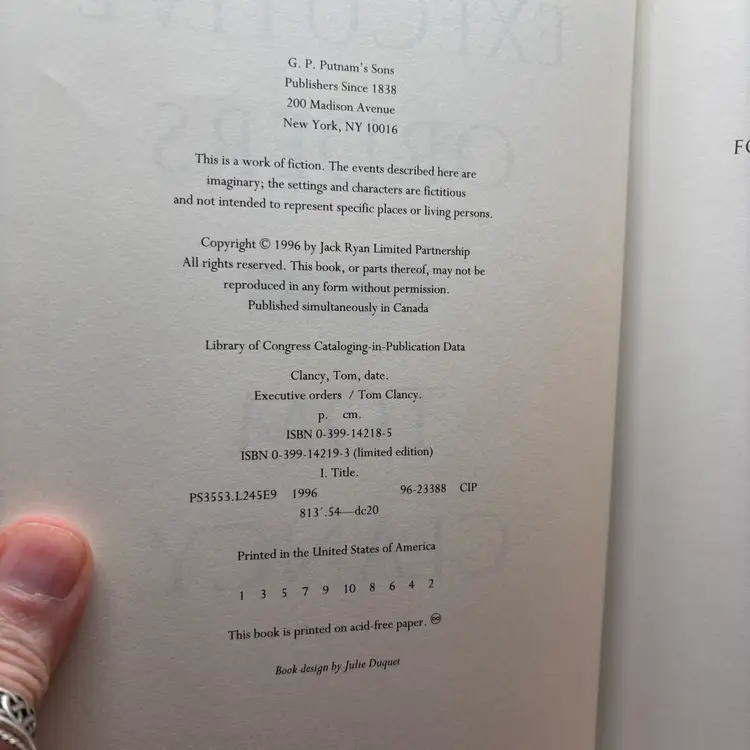 G. P. Putnam's Sons
Publishers Since 1838
200 Madison Avenue
New York, NY 10016
This is a work of fiction. The events described here are
imaginary; the settings and characters are fictitious
and not intended to represent specific places or living persons.
Copyright © 1996 by Jack Ryan Limited Partnership
All rights reserved. This book, or parts thereof, may not be
reproduced in any form without permission.
Published simultaneously in Canada
Library of Congress Cataloging-in-Publication Data
Clancy, Tom, date.
Executive orders / Tom Clancy.
p. cm.
ISBN 0-399-14218-5
ISBN 0-399-14219-3 (limited edition)
I. Title.
PS3553.L245E9 1996 96-23388 CIP
813'.54—dc20
Printed in the United States of America
1 3 5 7 9 10 8 6 4 2
This book is printed on acid-free paper. ♾
Book design by Julie Duquet